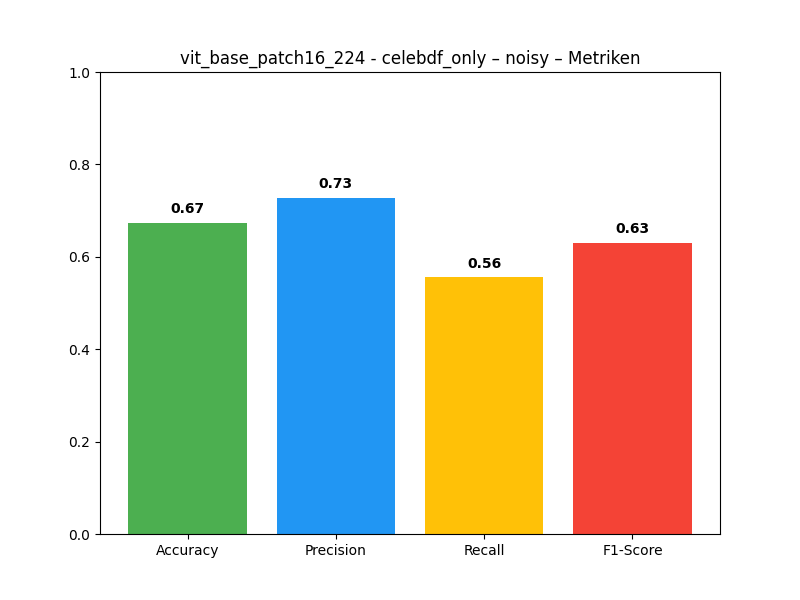 vit_base_patch16_224 - celebdf_only – noisy – Metriken
1.0
0.8
0.6
0.4
0.2
0.0
0.67
0.73
0.56
0.63
Accuracy
Precision
Recall
F1-Score